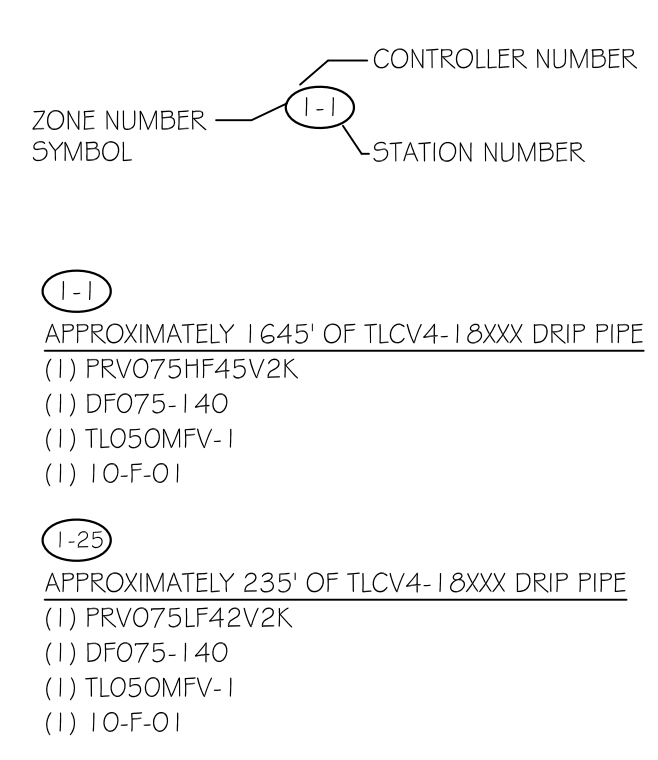 CONTROLLER NUMBER
1-1
ZONE NUMBER
SYMBOL
STATION NUMBER
1-1
APPROXIMATELY 1645' OF TLCV4-18XXX DRIP PIPE
(1) PRV075HF45V2K
(1) DF075-140
(1) TL050MFV-1
(1) 10-F-01
1-25
APPROXIMATELY 235' OF TLCV4-18XXX DRIP PIPE
(1) PRV075LF42V2K
(1) DF075-140
(1) TL050MFV-1
(1) 10-F-01